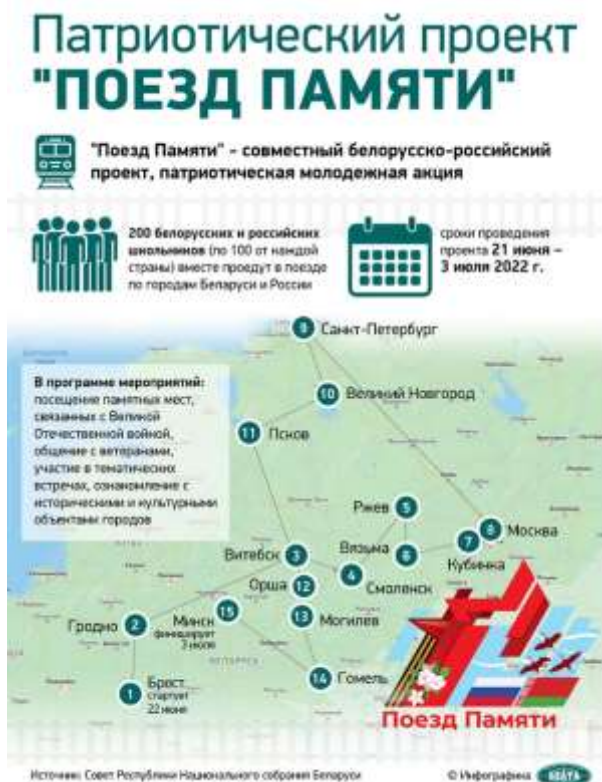 Патриотический проект
"ПОЕЗД ПАМЯТИ"
"Поезд Памяти" - совместный белорусско-российский
проект, патриотическая молодежная акция
200 белорусских и российских
школьников (по 100 от каждой
страны) вместе проедут в поезде
по городам Беларуси и России
сроки проведения
проекта 21 июня –
3 июля 2022 г.
В программе мероприятий:
посещение памятных мест,
связанных с Великой
Отечественной войной,
общение с ветеранами,
участие в тематических
встречах, ознакомление с
историческими и культурными
объектами городов
9 Санкт-Петербург
10 Великий Новгород
11 Псков
Ржев 5
Вязьма 6
8 Москва
7 Кубинка
Витебск 3
4 Смоленск
Орша 12
Гродно 2
Минск 15
финиширует
3 июля
13 Могилев
БЕЛАРУСЬ
14 Гомель
1 Брест
стартует
22 июня
Поезд Памяти
Источник: Совет Республики Национального собрания Беларуси
© Инфографика БЕЛТА